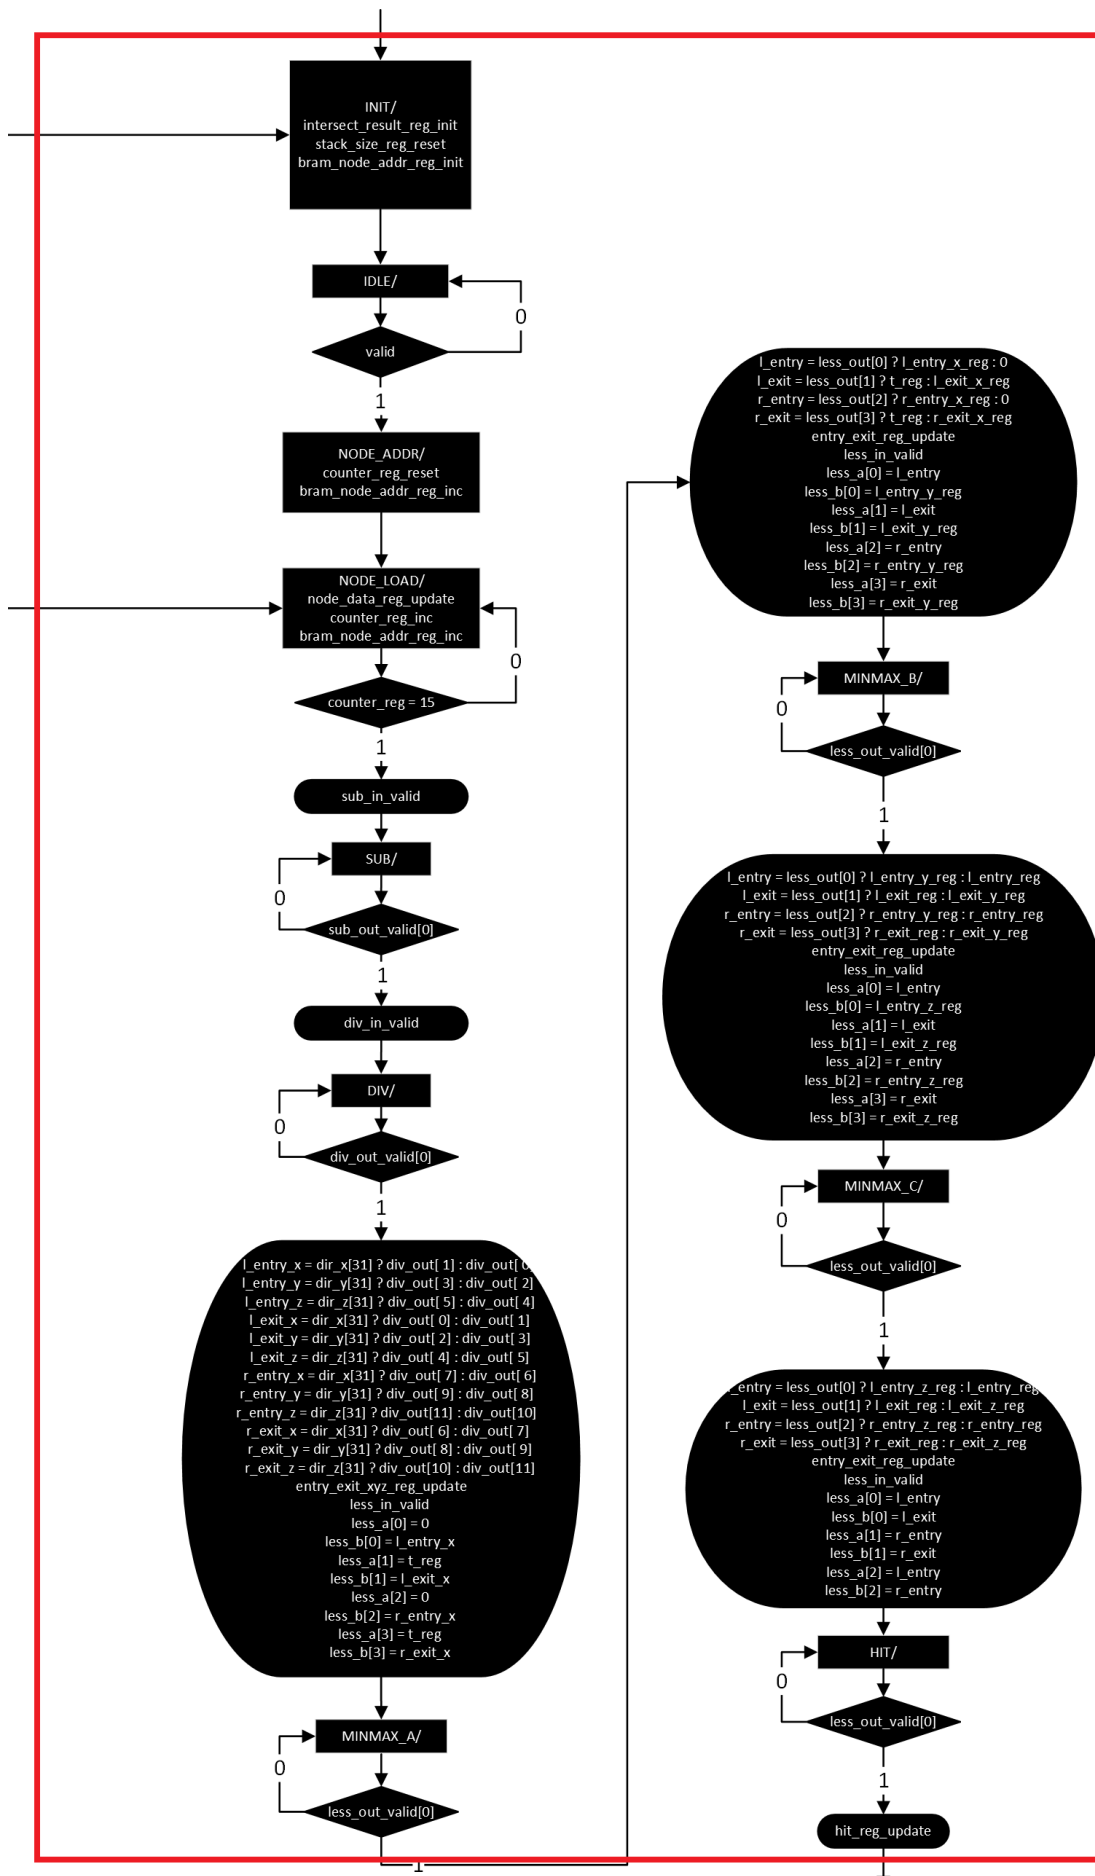 INIT/
intersect_result_reg_init
stack_size_reg_reset
bram_node_addr_reg_init
IDLE/
0
valid
1
NODE_ADDR/
counter_reg_reset
bram_node_addr_reg_inc
NODE_LOAD/
node_data_reg_update
counter_reg_inc
bram_node_addr_reg_inc
0
counter_reg = 15
1
sub_in_valid
SUB/
0
sub_out_valid[0]
1
div_in_valid
DIV/
0
div_out_valid[0]
1
l_entry_x = dir_x[31] ? div_out[ 1] : div_out[ 0]
l_entry_y = dir_y[31] ? div_out[ 3] : div_out[ 2]
l_entry_z = dir_z[31] ? div_out[ 5] : div_out[ 4]
l_exit_x = dir_x[31] ? div_out[ 0] : div_out[ 1]
l_exit_y = dir_y[31] ? div_out[ 2] : div_out[ 3]
l_exit_z = dir_z[31] ? div_out[ 4] : div_out[ 5]
r_entry_x = dir_x[31] ? div_out[ 7] : div_out[ 6]
r_entry_y = dir_y[31] ? div_out[ 9] : div_out[ 8]
r_entry_z = dir_z[31] ? div_out[11] : div_out[10]
r_exit_x = dir_x[31] ? div_out[ 6] : div_out[ 7]
r_exit_y = dir_y[31] ? div_out[ 8] : div_out[ 9]
r_exit_z = dir_z[31] ? div_out[10] : div_out[11]
entry_exit_xyz_reg_update
less_in_valid
less_a[0] = 0
less_b[0] = l_entry_x
less_a[1] = t_reg
less_b[1] = l_exit_x
less_a[2] = 0
less_b[2] = r_entry_x
less_a[3] = t_reg
less_b[3] = r_exit_x
MINMAX_A/
0
less_out_valid[0]
1
l_entry = less_out[0] ? l_entry_x_reg : 0
l_exit = less_out[1] ? t_reg : l_exit_x_reg
r_entry = less_out[2] ? r_entry_x_reg : 0
r_exit = less_out[3] ? t_reg : r_exit_x_reg
entry_exit_reg_update
less_in_valid
less_a[0] = l_entry
less_b[0] = l_entry_y_reg
less_a[1] = l_exit
less_b[1] = l_exit_y_reg
less_a[2] = r_entry
less_b[2] = r_entry_y_reg
less_a[3] = r_exit
less_b[3] = r_exit_y_reg
MINMAX_B/
0
less_out_valid[0]
1
l_entry = less_out[0] ? l_entry_y_reg : l_entry_reg
l_exit = less_out[1] ? l_exit_reg : l_exit_y_reg
r_entry = less_out[2] ? r_entry_y_reg : r_entry_reg
r_exit = less_out[3] ? r_exit_reg : r_exit_y_reg
entry_exit_reg_update
less_in_valid
less_a[0] = l_entry
less_b[0] = l_entry_z_reg
less_a[1] = l_exit
less_b[1] = l_exit_z_reg
less_a[2] = r_entry
less_b[2] = r_entry_z_reg
less_a[3] = r_exit
less_b[3] = r_exit_z_reg
MINMAX_C/
0
less_out_valid[0]
1
l_entry = less_out[0] ? l_entry_z_reg : l_entry_reg
l_exit = less_out[1] ? l_exit_reg : l_exit_z_reg
r_entry = less_out[2] ? r_entry_z_reg : r_entry_reg
r_exit = less_out[3] ? r_exit_reg : r_exit_z_reg
entry_exit_reg_update
less_in_valid
less_a[0] = l_entry
less_b[0] = l_exit
less_a[1] = r_entry
less_b[1] = r_exit
less_a[2] = l_entry
less_b[2] = r_entry
HIT/
0
less_out_valid[0]
1
hit_reg_update